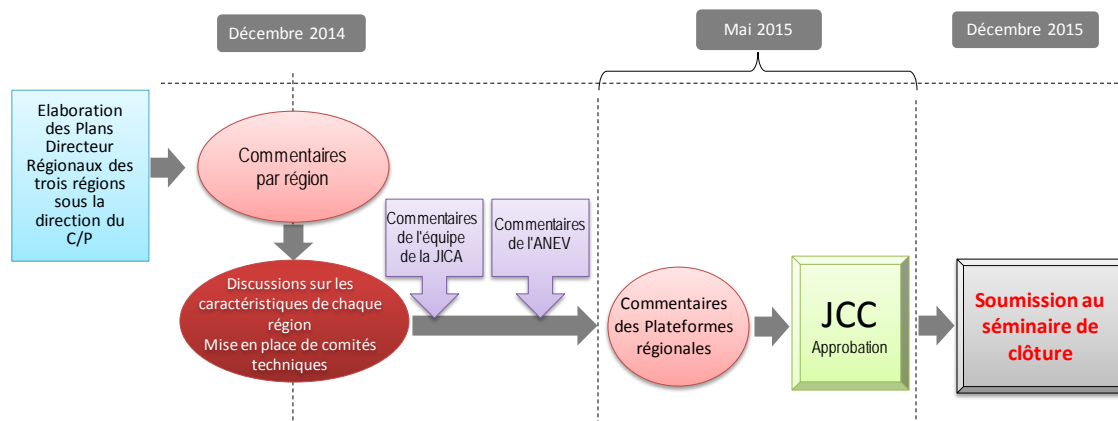 Décembre 2014
Mai 2015
Décembre 2015
Elaboration
des Plans
Directeur
Régionaux des
trois régions
sous la
direction du
C/P
Commentaires
par région
Commentaires
de l'équipe
de la JICA
Commentaires
de l'ANEV
Discussions sur les
caractéristiques de chaque
région
Mise en place de comités
techniques
Commentaires
des Plateformes
régionales
JCC
Approbation
Soumission au
séminaire de
clôture